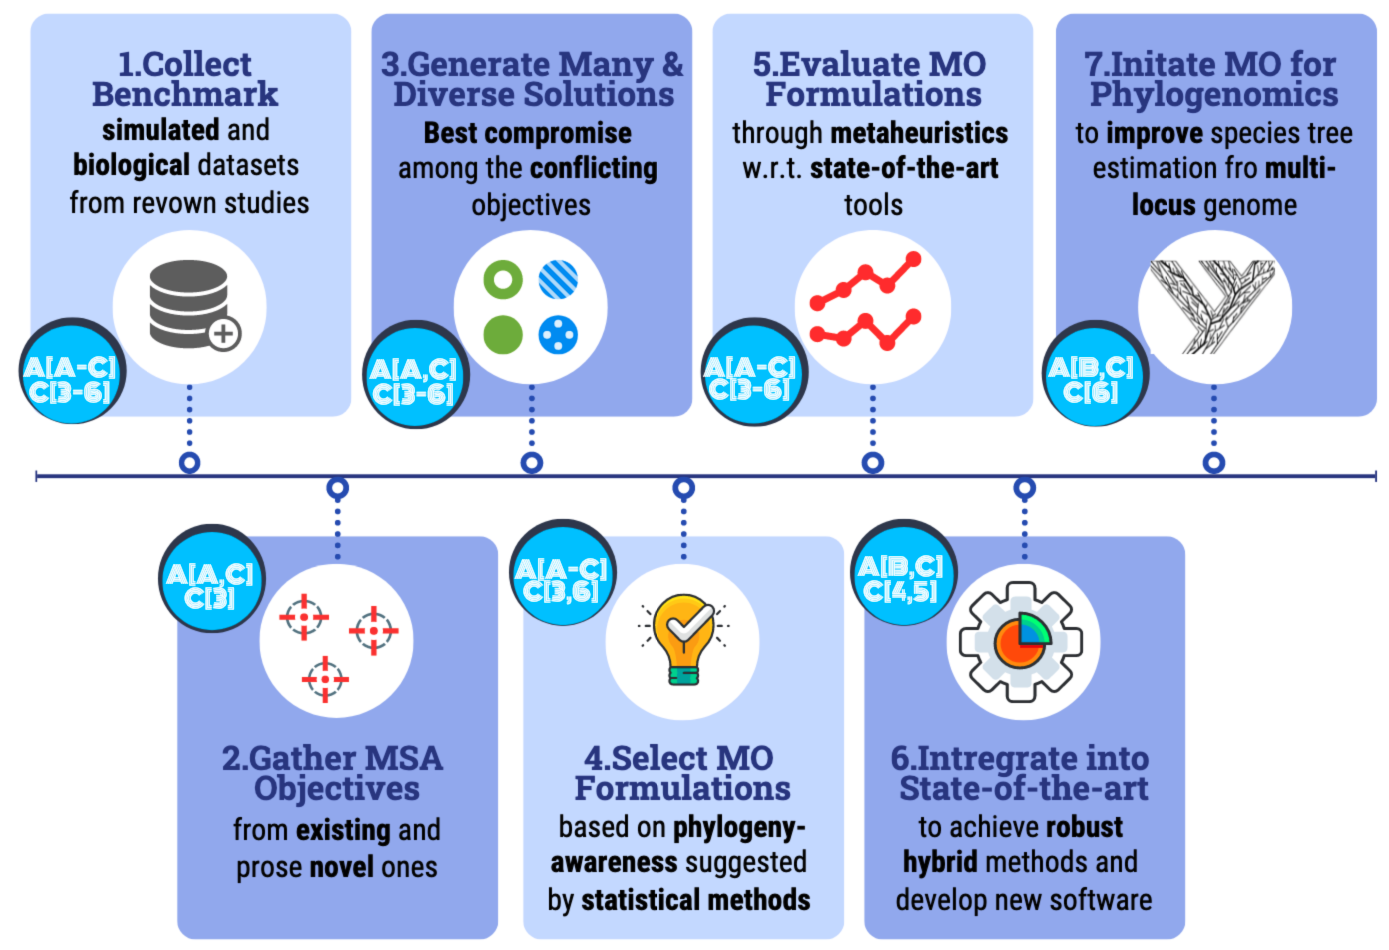 1.Collect
Benchmark
simulated and
biological datasets
from revown studies
A[A-C]
C[3-6]
3.Generate Many &
Diverse Solutions
Best compromise
among the conflicting
objectives
A[A,C]
C[3-6]
5.Evaluate MO
Formulations
through metaheuristics
w.r.t. state-of-the-art
tools
A[A-C]
C[3-6]
7.Initate MO for
Phylogenomics
to improve species tree
estimation fro multi-
locus genome
A[B,C]
C[6]
A[A,C]
C[3]
2.Gather MSA
Objectives
from existing and
prose novel ones
A[A-C]
C[3,6]
4.Select MO
Formulations
based on phylogeny-
awareness suggested
by statistical methods
A[B,C]
C[4,5]
6.Intregrate into
State-of-the-art
to achieve robust
hybrid methods and
develop new software